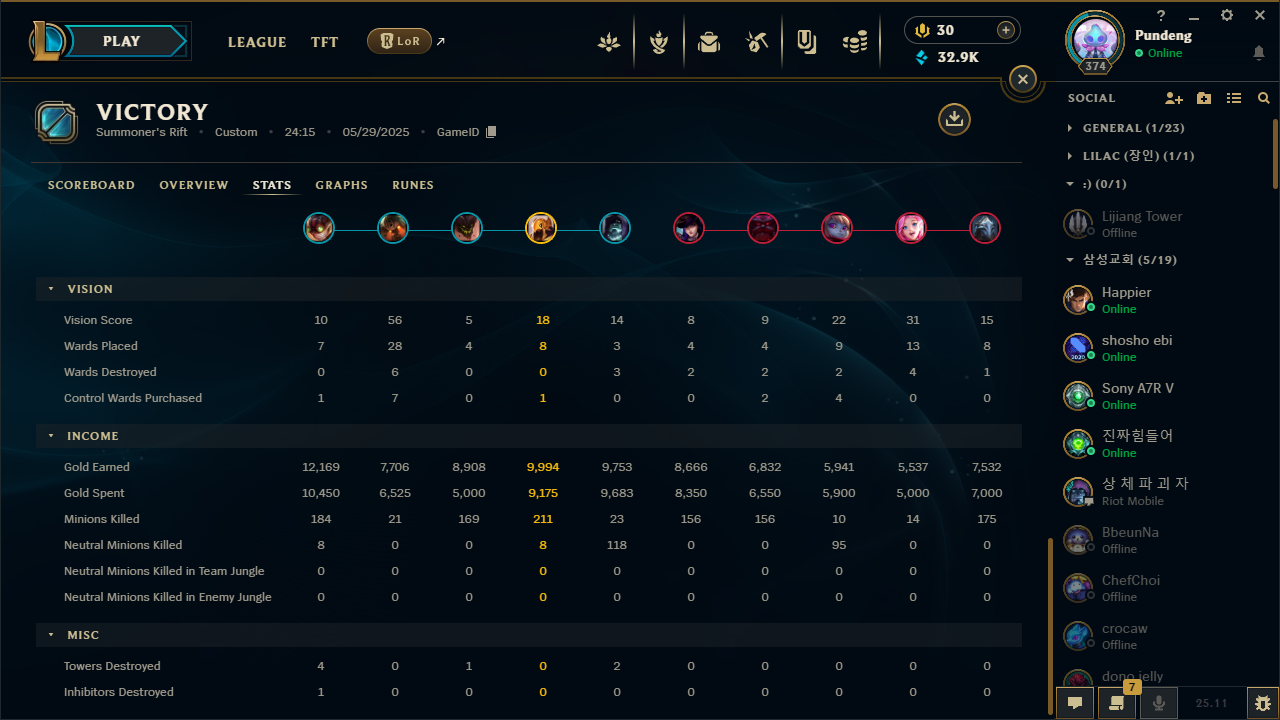 PLAY
LEAGUE TFT LoR
30
32.9K
?
Pundeng
Online
374
VICTORY
Summoner's Rift • Custom • 24:15 • 05/29/2025 • GameID
SCOREBOARD OVERVIEW STATS GRAPHS RUNES
VISION
Vision Score 10 56 5 18 14 8 9 22 31 15
Wards Placed 7 28 4 8 3 4 4 9 13 8
Wards Destroyed 0 6 0 0 3 2 2 2 4 1
Control Wards Purchased 1 7 0 1 0 0 2 4 0 0
INCOME
Gold Earned 12,169 7,706 8,908 9,994 9,753 8,666 6,832 5,941 5,537 7,532
Gold Spent 10,450 6,525 5,000 9,175 9,683 8,350 6,550 5,900 5,000 7,000
Minions Killed 184 21 169 211 23 156 156 10 14 175
Neutral Minions Killed 8 0 0 8 118 0 0 95 0 0
Neutral Minions Killed in Team Jungle 0 0 0 0 0 0 0 0 0 0
Neutral Minions Killed in Enemy Jungle 0 0 0 0 0 0 0 0 0 0
MISC
Towers Destroyed 4 0 1 0 2 0 0 0 0 0
Inhibitors Destroyed 1 0 0 0 0 0 0 0 0 0
SOCIAL
GENERAL (1/23)
LILAC (장인) (1/1)
:) (0/1)
Lijiang Tower
Offline
삼성교회 (5/19)
Happier
Online
shosho ebi
Online
2020
Sony A7R V
Online
진짜힘들어
Online
상 체 파 괴 자
Riot Mobile
BbeunNa
Offline
ChefChoi
Offline
crocaw
Offline
dono jelly
7
25.11